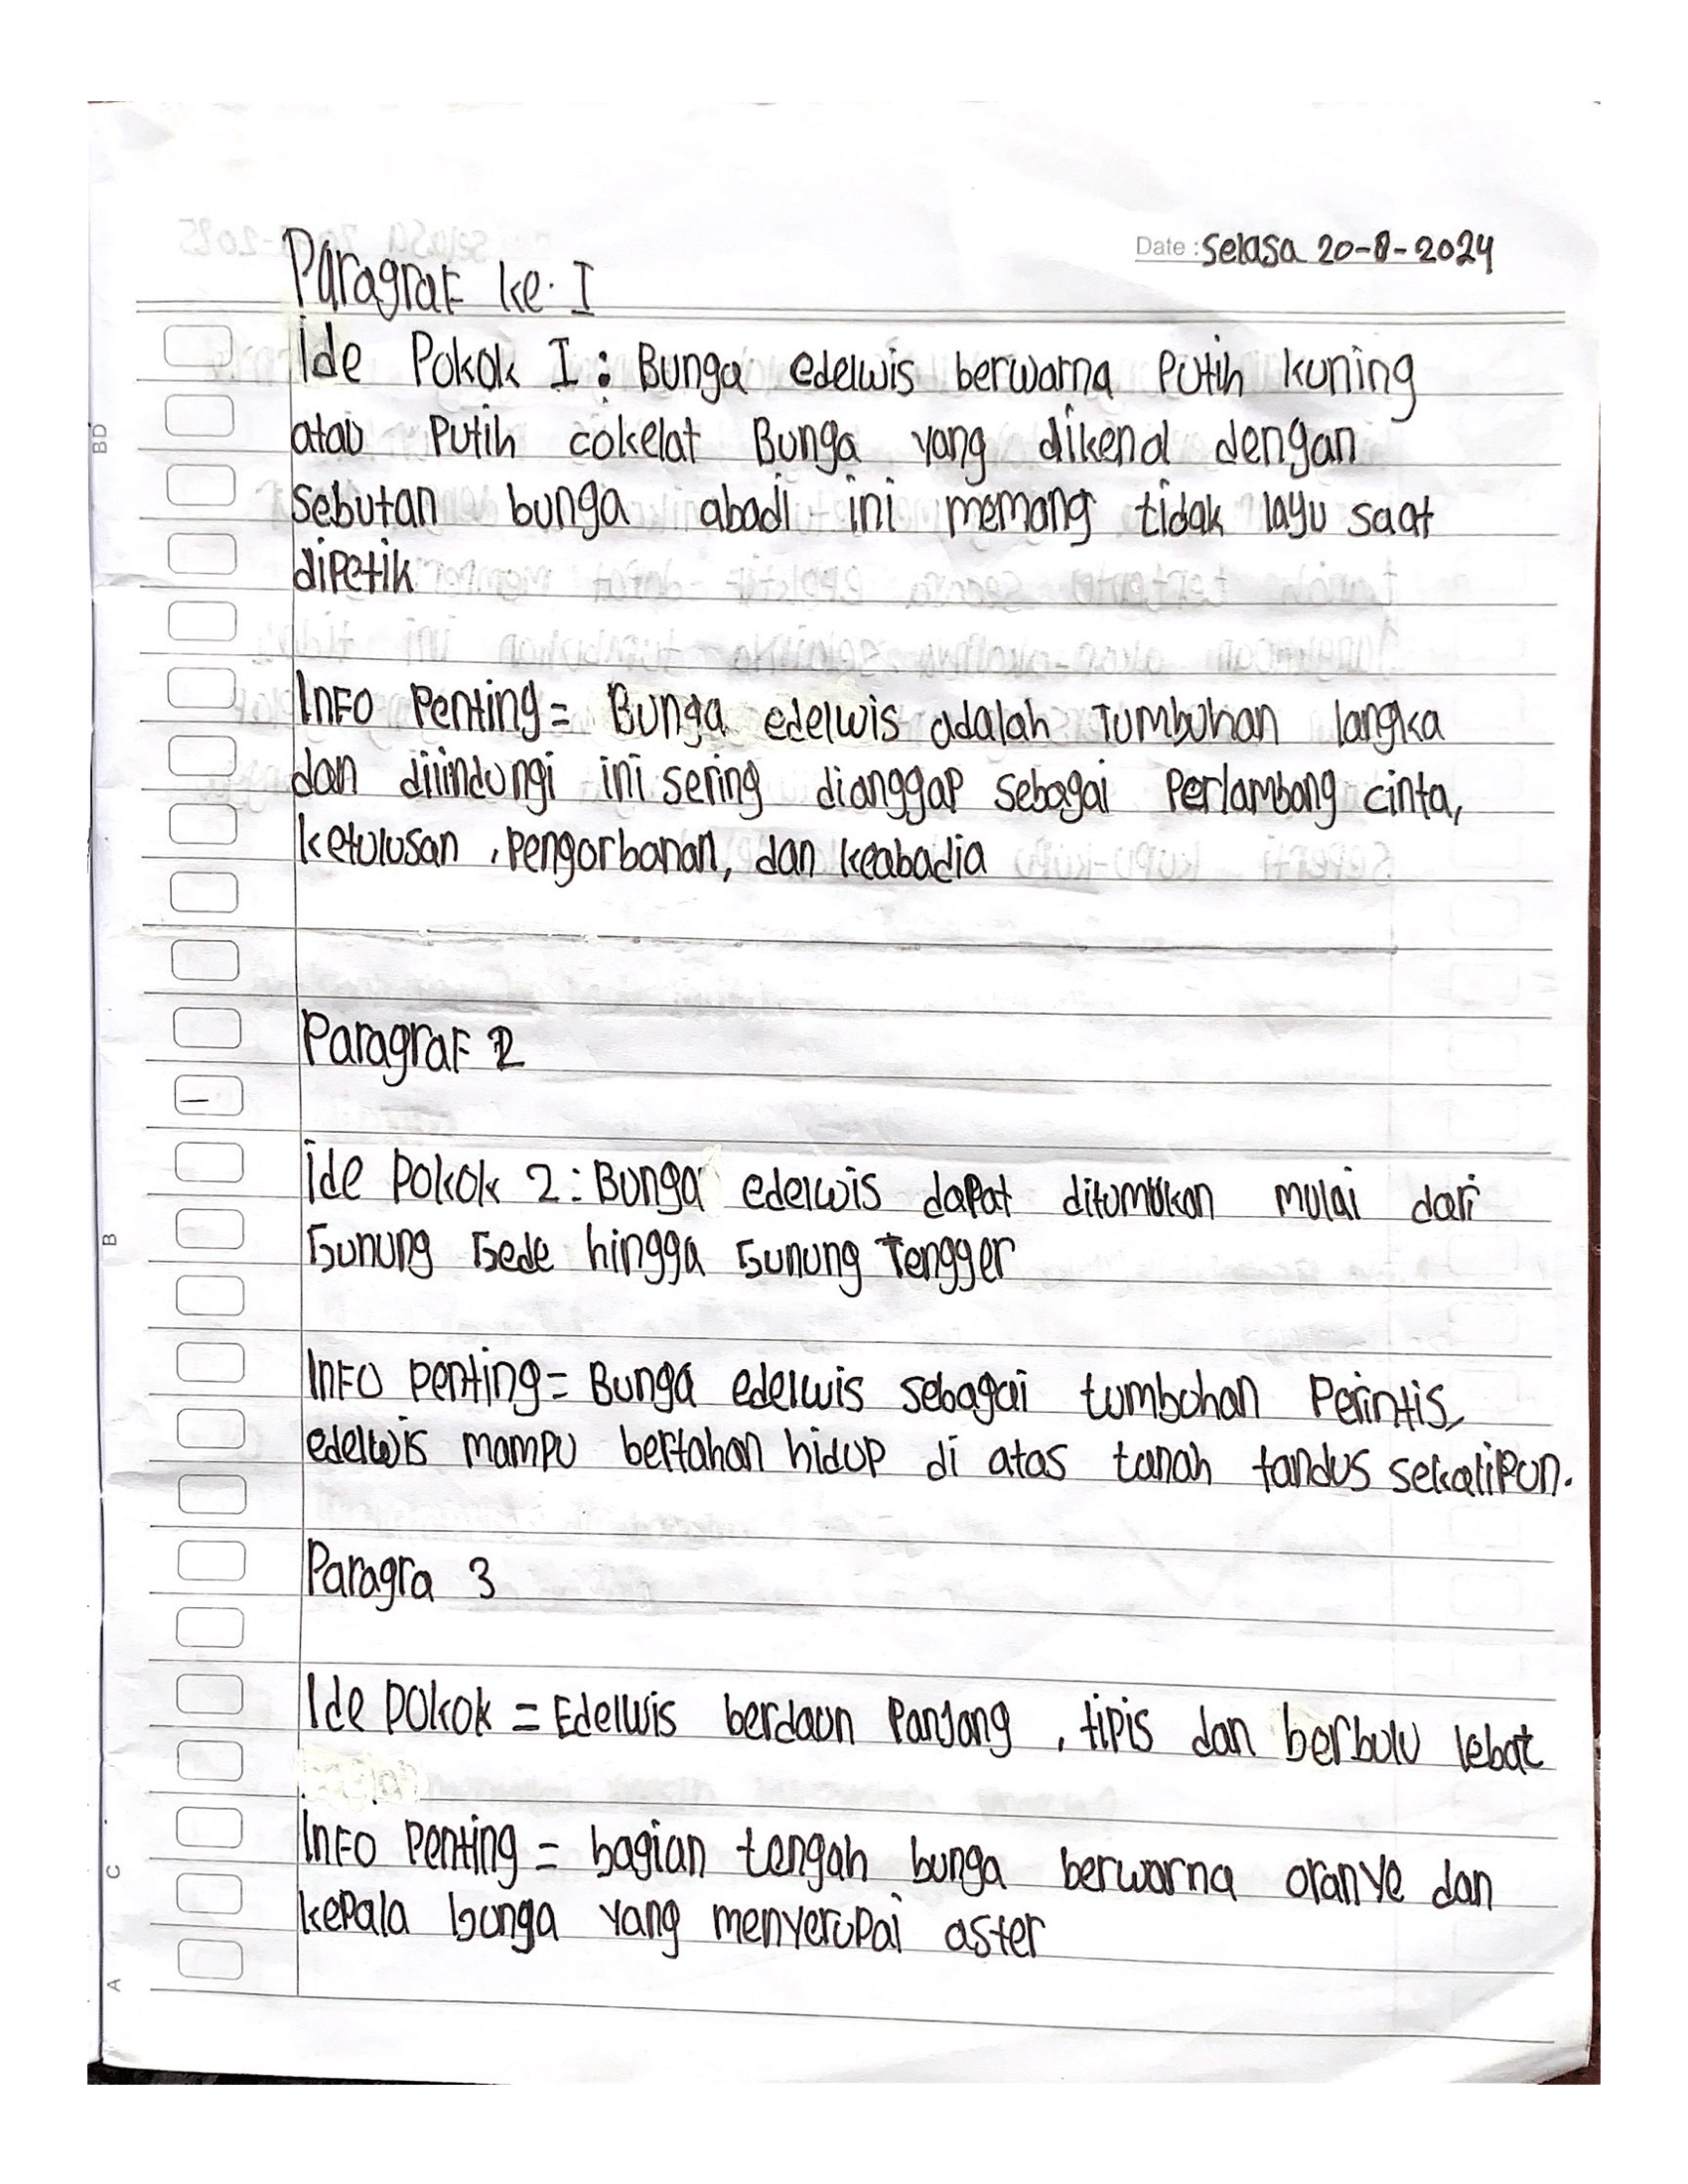 Date : Selasa 20-8-2024
Paragraf ke. I
Ide Pokok I : Bunga edelwis berwarna Putih kuning
atau Putih cokelat Bunga yang dikenal dengan
sebutan bunga abadi ini memang tidak layu saat
dipetik
Info Penting = Bunga edelwis adalah Tumbuhan langka
dan dilindungi ini sering dianggap sebagai Perlambang cinta,
ketulusan, pengorbanan, dan keabadia
Paragraf 2
Ide Pokok 2 : Bunga edelwis dapat ditumukan mulai dari
Gunung Gede hingga Gunung Tengger
Info penting = Bunga edelwis sebagai tumbuhan Perintis,
edelwis mampu bertahan hidup di atas tanah tandus sekalipun.
Paragra 3
Ide pokok = Edelwis berdaun Panjang, tipis dan berbulu lebat
Info Penting = bagian tengah bunga berwarna oranye dan
kepala bunga yang menyerupai aster
BD
B
C
A